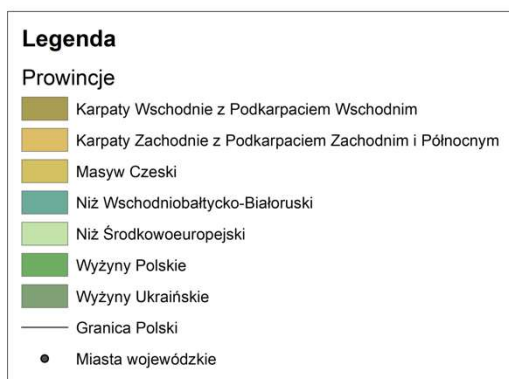 Legenda
Prowincje
Karpaty Wschodnie z Podkarpaciem Wschodnim
Karpaty Zachodnie z Podkarpaciem Zachodnim i Północnym
Masyw Czeski
Niż Wschodniobałtycko-Białoruski
Niż Środkowoeuropejski
Wyżyny Polskie
Wyżyny Ukraińskie
Granica Polski
Miasta wojewódzkie